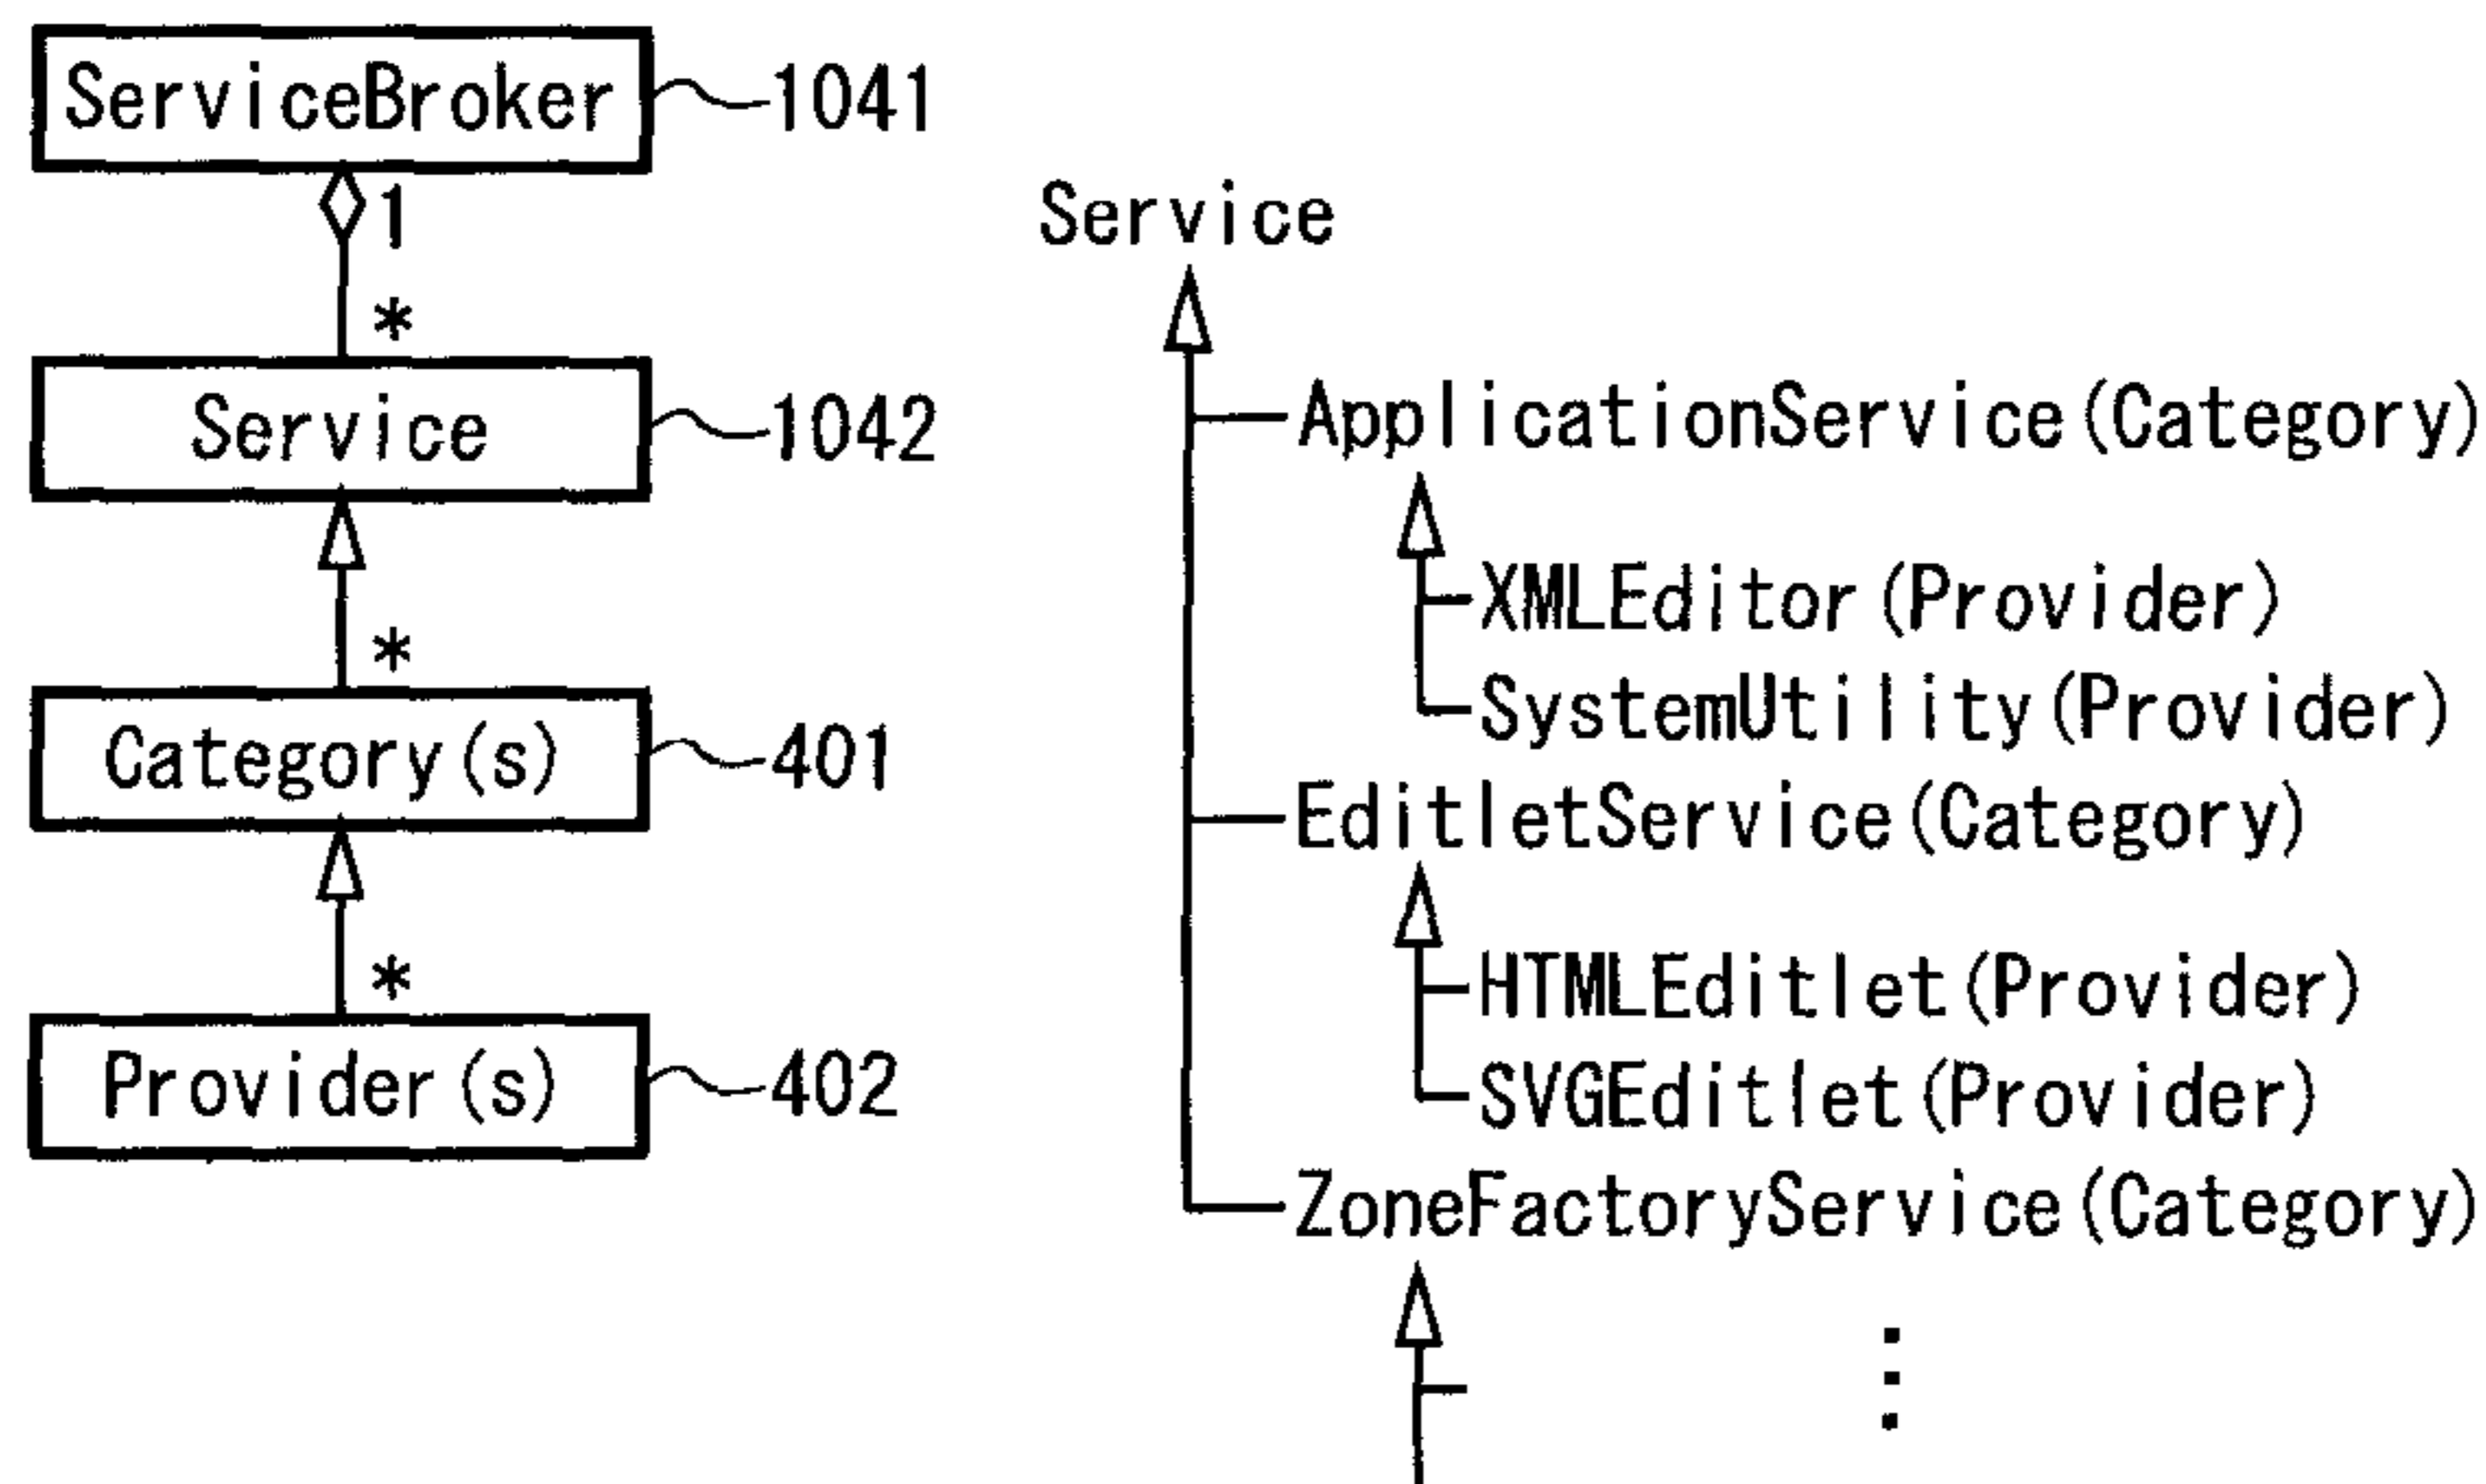 ServiceBroker 1041
1
*
Service 1042
*
Category(s) 401
*
Provider(s) 402
Service
ApplicationService(Category)
XMLEditor(Provider)
SystemUtility(Provider)
EditletService(Category)
HTMLEditlet(Provider)
SVGEditlet(Provider)
ZoneFactoryService(Category)